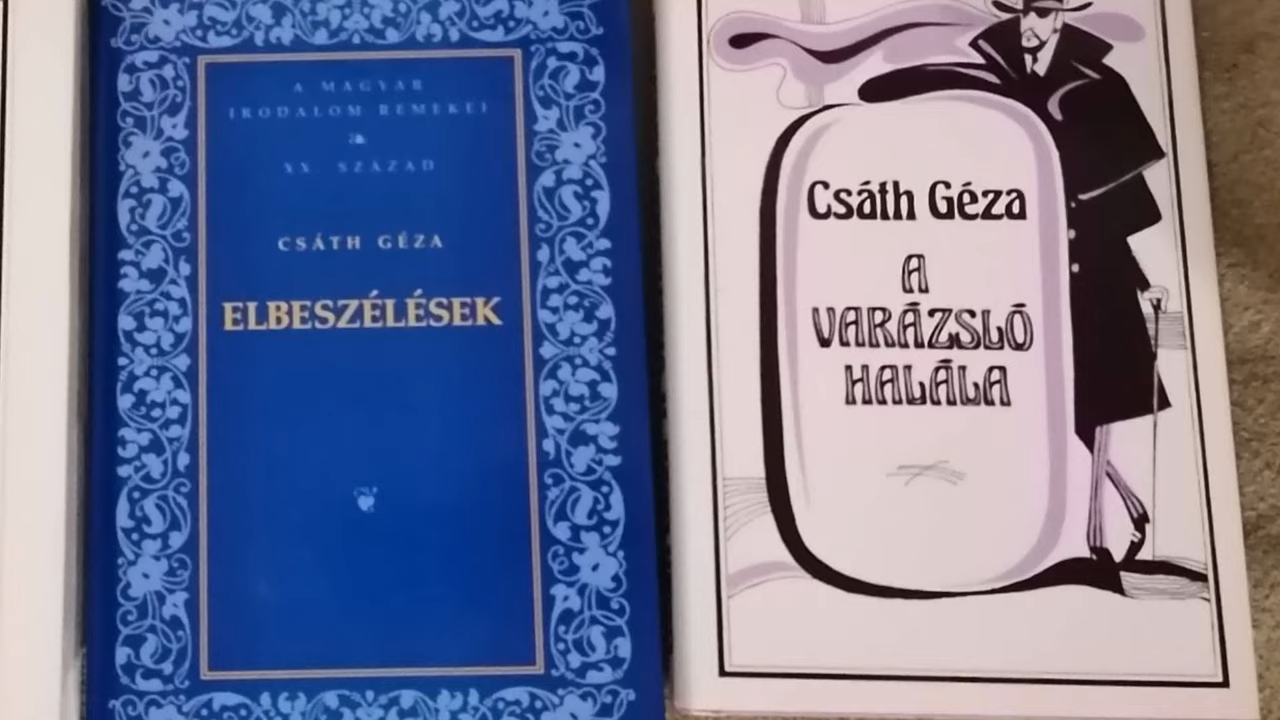 A MAGYAR
IRODALOM REMEKEI
XX. SZÁZAD
CSÁTH GÉZA
ELBESZÉLÉSEK
Csáth Géza
A
VARÁZSLÓ
HALÁLA